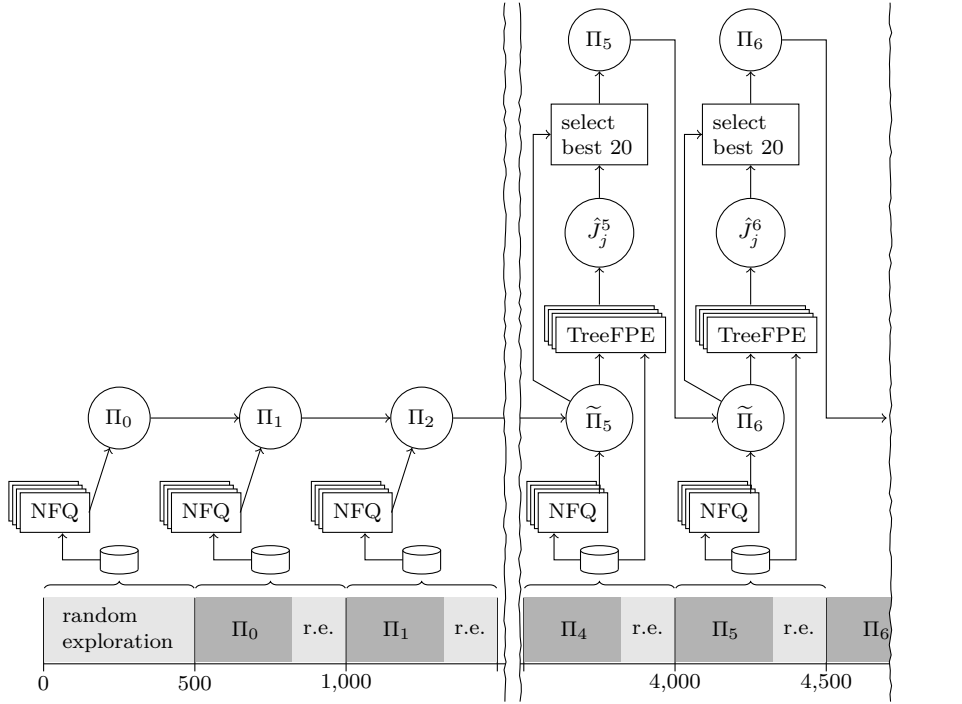 Π₅ Π₆
select select
best 20 best 20
Ĵ⁵ⱼ Ĵ⁶ⱼ
TreeFPE TreeFPE
Π₀ Π₁ Π₂ Π̃₅ Π̃₆
NFQ NFQ NFQ NFQ NFQ
random
exploration Π₀ r.e. Π₁ r.e. Π₄ r.e. Π₅ r.e. Π₆
0 500 1,000 4,000 4,500